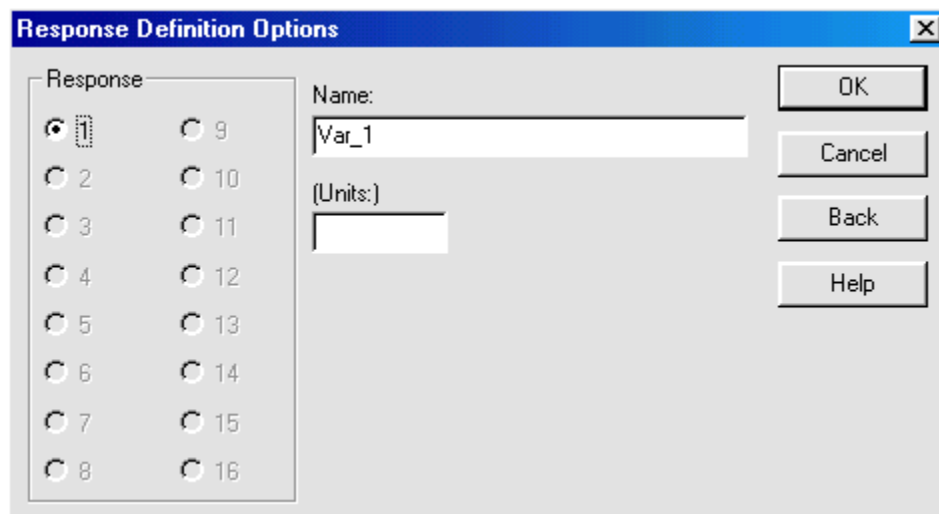 Response Definition Options
Response
1
2
3
4
5
6
7
8
9
10
11
12
13
14
15
16
Name:
Var_1
(Units:)
OK
Cancel
Back
Help